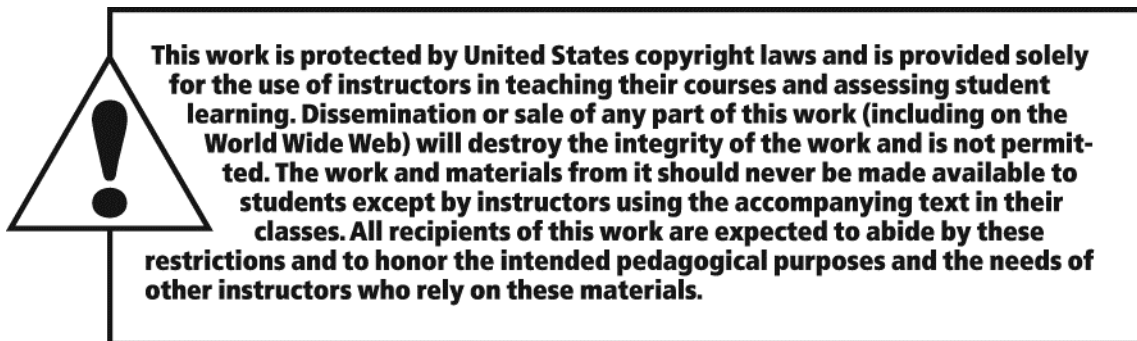 This work is protected by United States copyright laws and is provided solely
for the use of instructors in teaching their courses and assessing student
learning. Dissemination or sale of any part of this work (including on the
World Wide Web) will destroy the integrity of the work and is not permit-
ted. The work and materials from it should never be made available to
students except by instructors using the accompanying text in their
classes. All recipients of this work are expected to abide by these
restrictions and to honor the intended pedagogical purposes and the needs of
other instructors who rely on these materials.